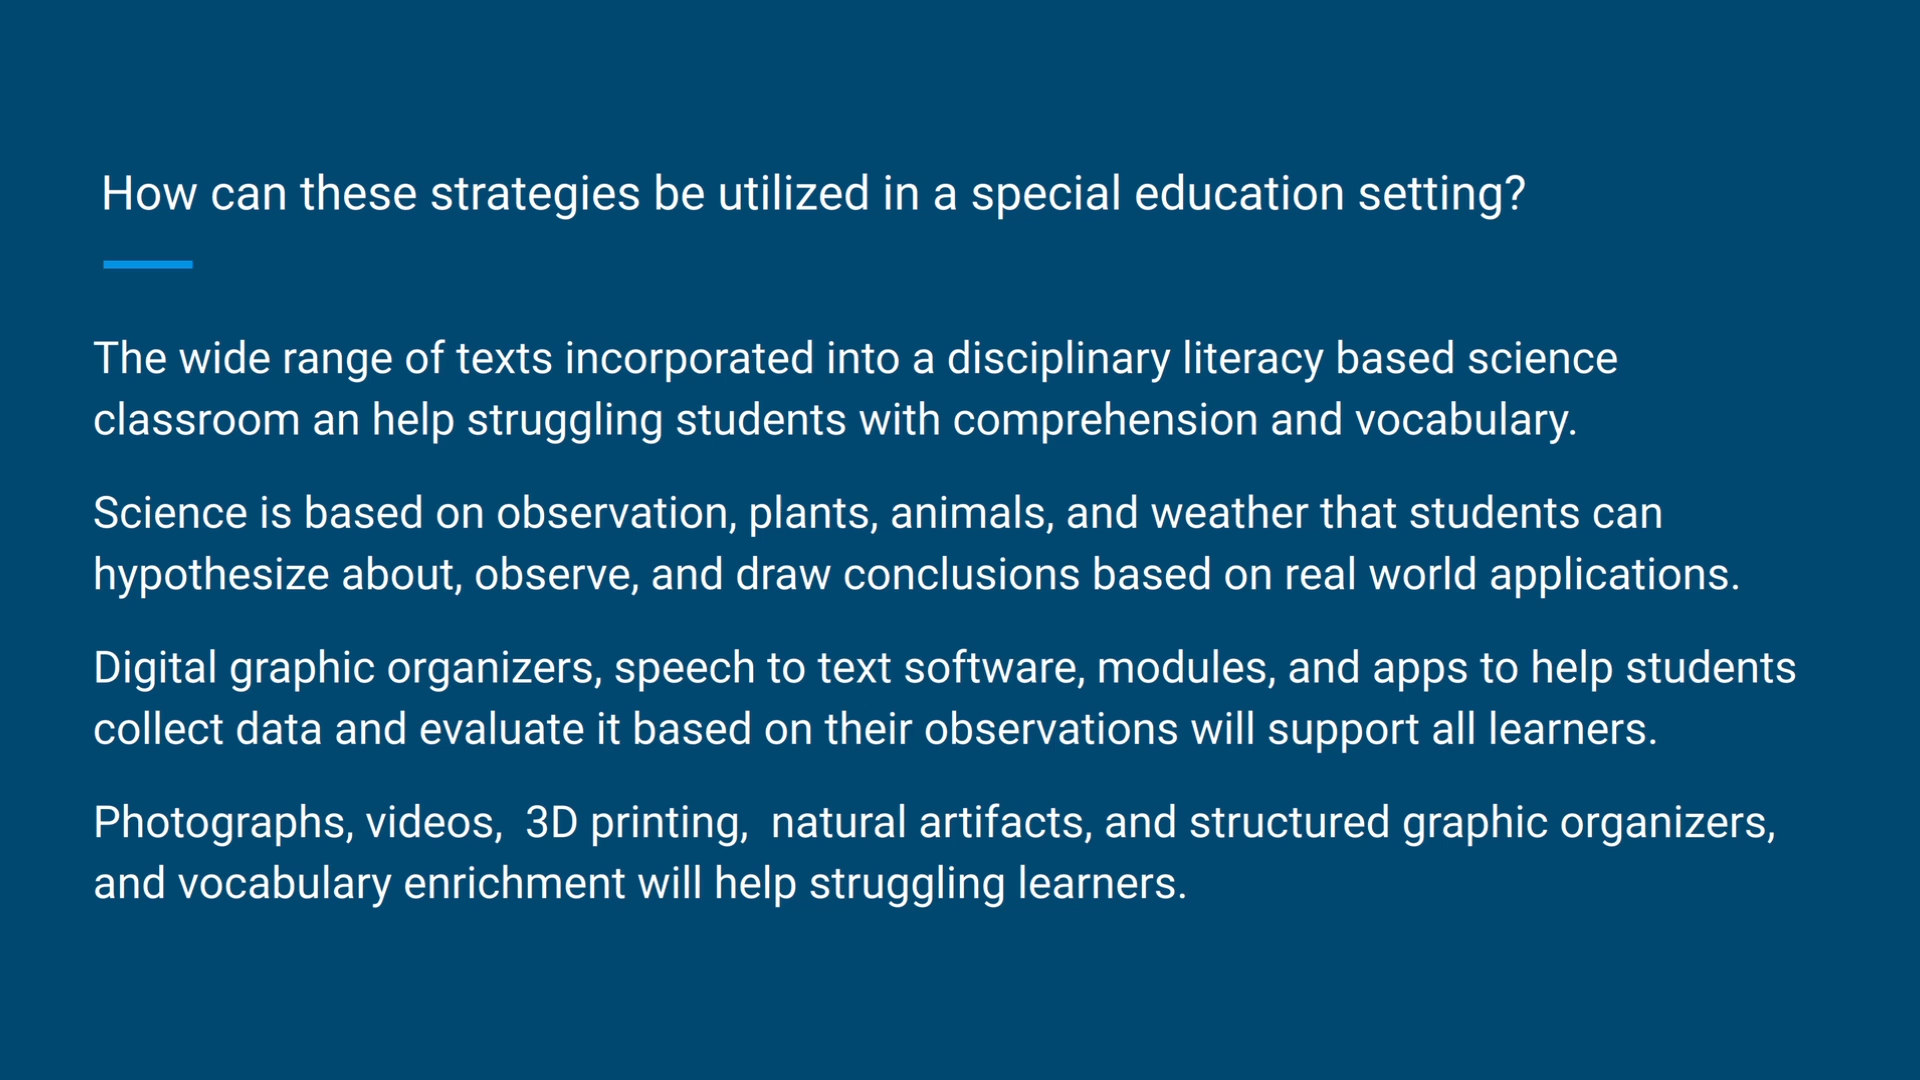 How can these strategies be utilized in a special education setting?
The wide range of texts incorporated into a disciplinary literacy based science
classroom an help struggling students with comprehension and vocabulary.
Science is based on observation, plants, animals, and weather that students can
hypothesize about, observe, and draw conclusions based on real world applications.
Digital graphic organizers, speech to text software, modules, and apps to help students
collect data and evaluate it based on their observations will support all learners.
Photographs, videos,  3D printing,  natural artifacts, and structured graphic organizers,
and vocabulary enrichment will help struggling learners.